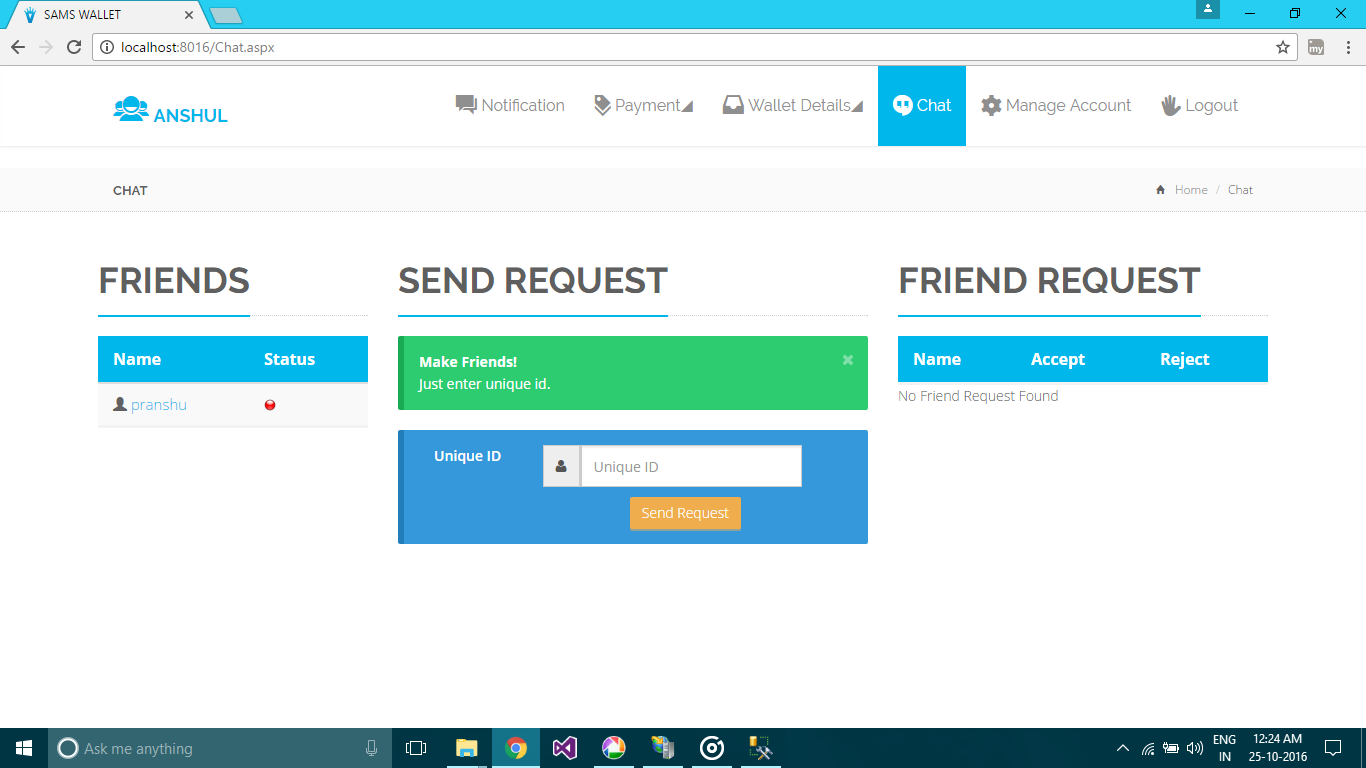 SAMS WALLET
localhost:8016/Chat.aspx
my
ANSHUL
Notification
Payment
Wallet Details
Chat
Manage Account
Logout
CHAT
Home / Chat
FRIENDS
Name Status
pranshu
SEND REQUEST
Make Friends!
Just enter unique id.
Unique ID
Unique ID
Send Request
FRIEND REQUEST
Name Accept Reject
No Friend Request Found
Ask me anything
ENG
IN
12:24 AM
25-10-2016